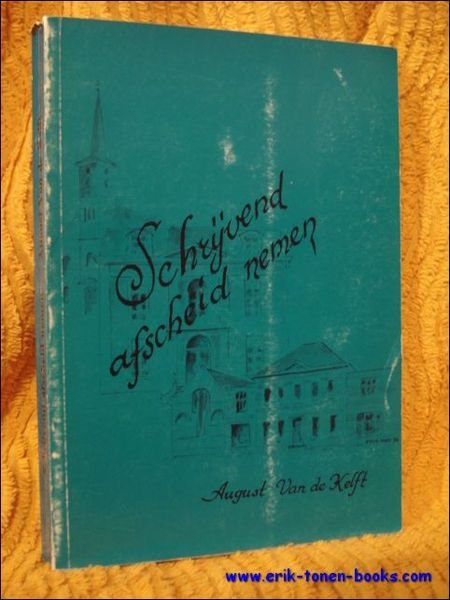 Schrijvend
afscheid nemen
August Van de Kelft
www.erik-tonen-books.com